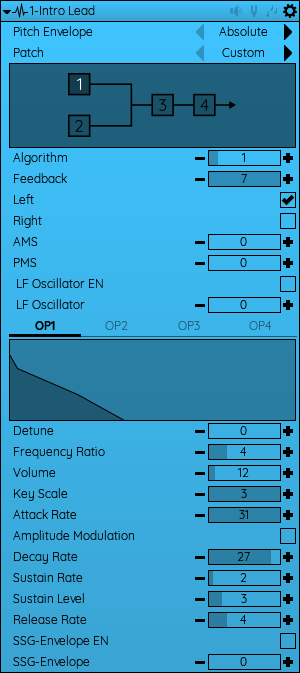 1-Intro Lead
Pitch Envelope Absolute
Patch Custom
1
3 4
2
Algorithm 1
Feedback 7
Left
Right
AMS 0
PMS 0
LF Oscillator EN
LF Oscillator 0
OP1 OP2 OP3 OP4
Detune 0
Frequency Ratio 4
Volume 12
Key Scale 3
Attack Rate 31
Amplitude Modulation
Decay Rate 27
Sustain Rate 2
Sustain Level 3
Release Rate 4
SSG-Envelope EN
SSG-Envelope 0